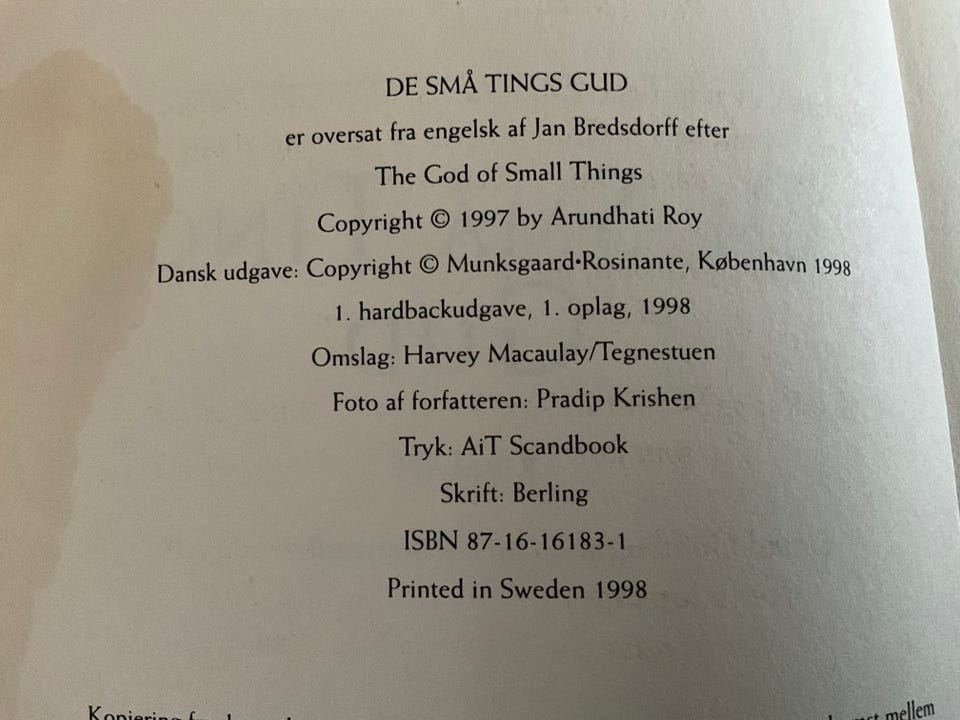 DE SMÅ TINGS GUD
er oversat fra engelsk af Jan Bredsdorff efter
The God of Small Things
Copyright © 1997 by Arundhati Roy
Dansk udgave: Copyright © Munksgaard•Rosinante, København 1998
1. hardbackudgave, 1. oplag, 1998
Omslag: Harvey Macaulay/Tegnestuen
Foto af forfatteren: Pradip Krishen
Tryk: AiT Scandbook
Skrift: Berling
ISBN 87-16-16183-1
Printed in Sweden 1998
mellem